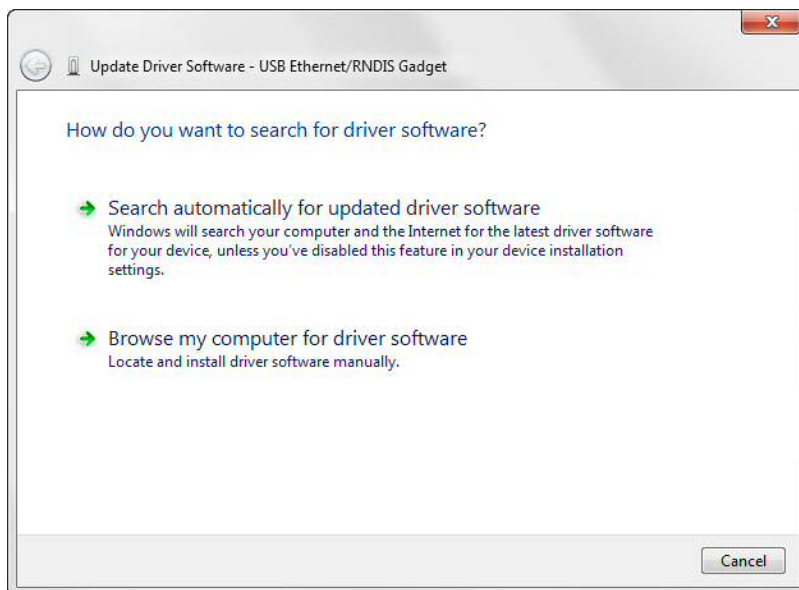 Update Driver Software - USB Ethernet/RNDIS Gadget
How do you want to search for driver software?
Search automatically for updated driver software
Windows will search your computer and the Internet for the latest driver software
for your device, unless you've disabled this feature in your device installation
settings.
Browse my computer for driver software
Locate and install driver software manually.
Cancel